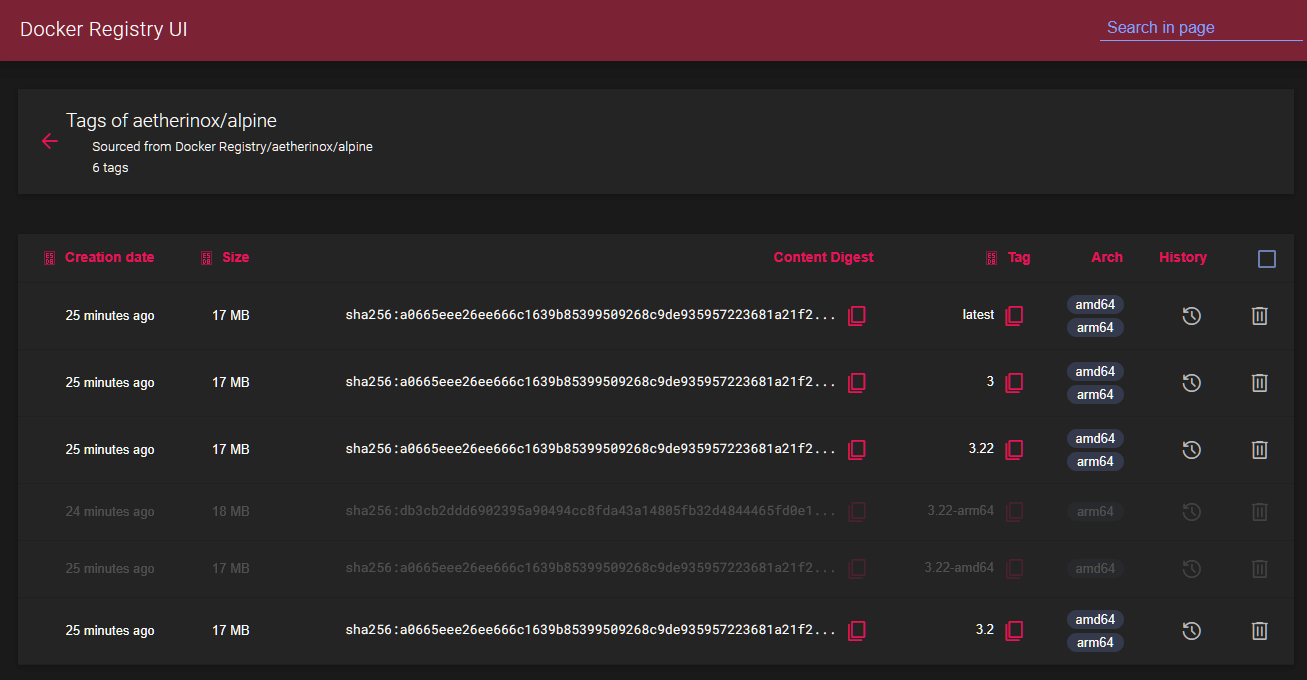 Docker Registry UI
Search in page
Tags of aetherinox/alpine
Sourced from Docker Registry/aetherinox/alpine
6 tags
Creation date Size Content Digest Tag Arch History
25 minutes ago 17 MB sha256:a0665eee26ee666c1639b85399509268c9de935957223681a21f2... latest amd64
arm64
25 minutes ago 17 MB sha256:a0665eee26ee666c1639b85399509268c9de935957223681a21f2... 3 amd64
arm64
25 minutes ago 17 MB sha256:a0665eee26ee666c1639b85399509268c9de935957223681a21f2... 3.22 amd64
arm64
24 minutes ago 18 MB sha256:db3cb2ddd6902395a90494cc8fda43a14805fb32d4844465fd0e1... 3.22-arm64 arm64
25 minutes ago 17 MB sha256:a0665eee26ee666c1639b85399509268c9de935957223681a21f2... 3.22-amd64 amd64
25 minutes ago 17 MB sha256:a0665eee26ee666c1639b85399509268c9de935957223681a21f2... 3.2 amd64
arm64